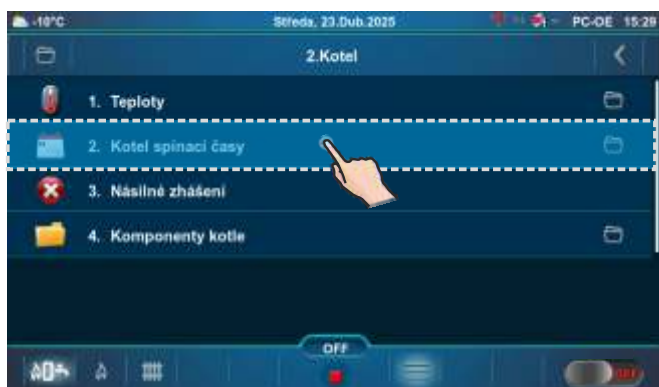 -10°C Středa, 23.Dub.2025 PC-OE 15:29
2.Kotel
1. Teploty
2. Kotel spínací časy
3. Násilné zhášení
4. Komponenty kotle
OFF
OFF